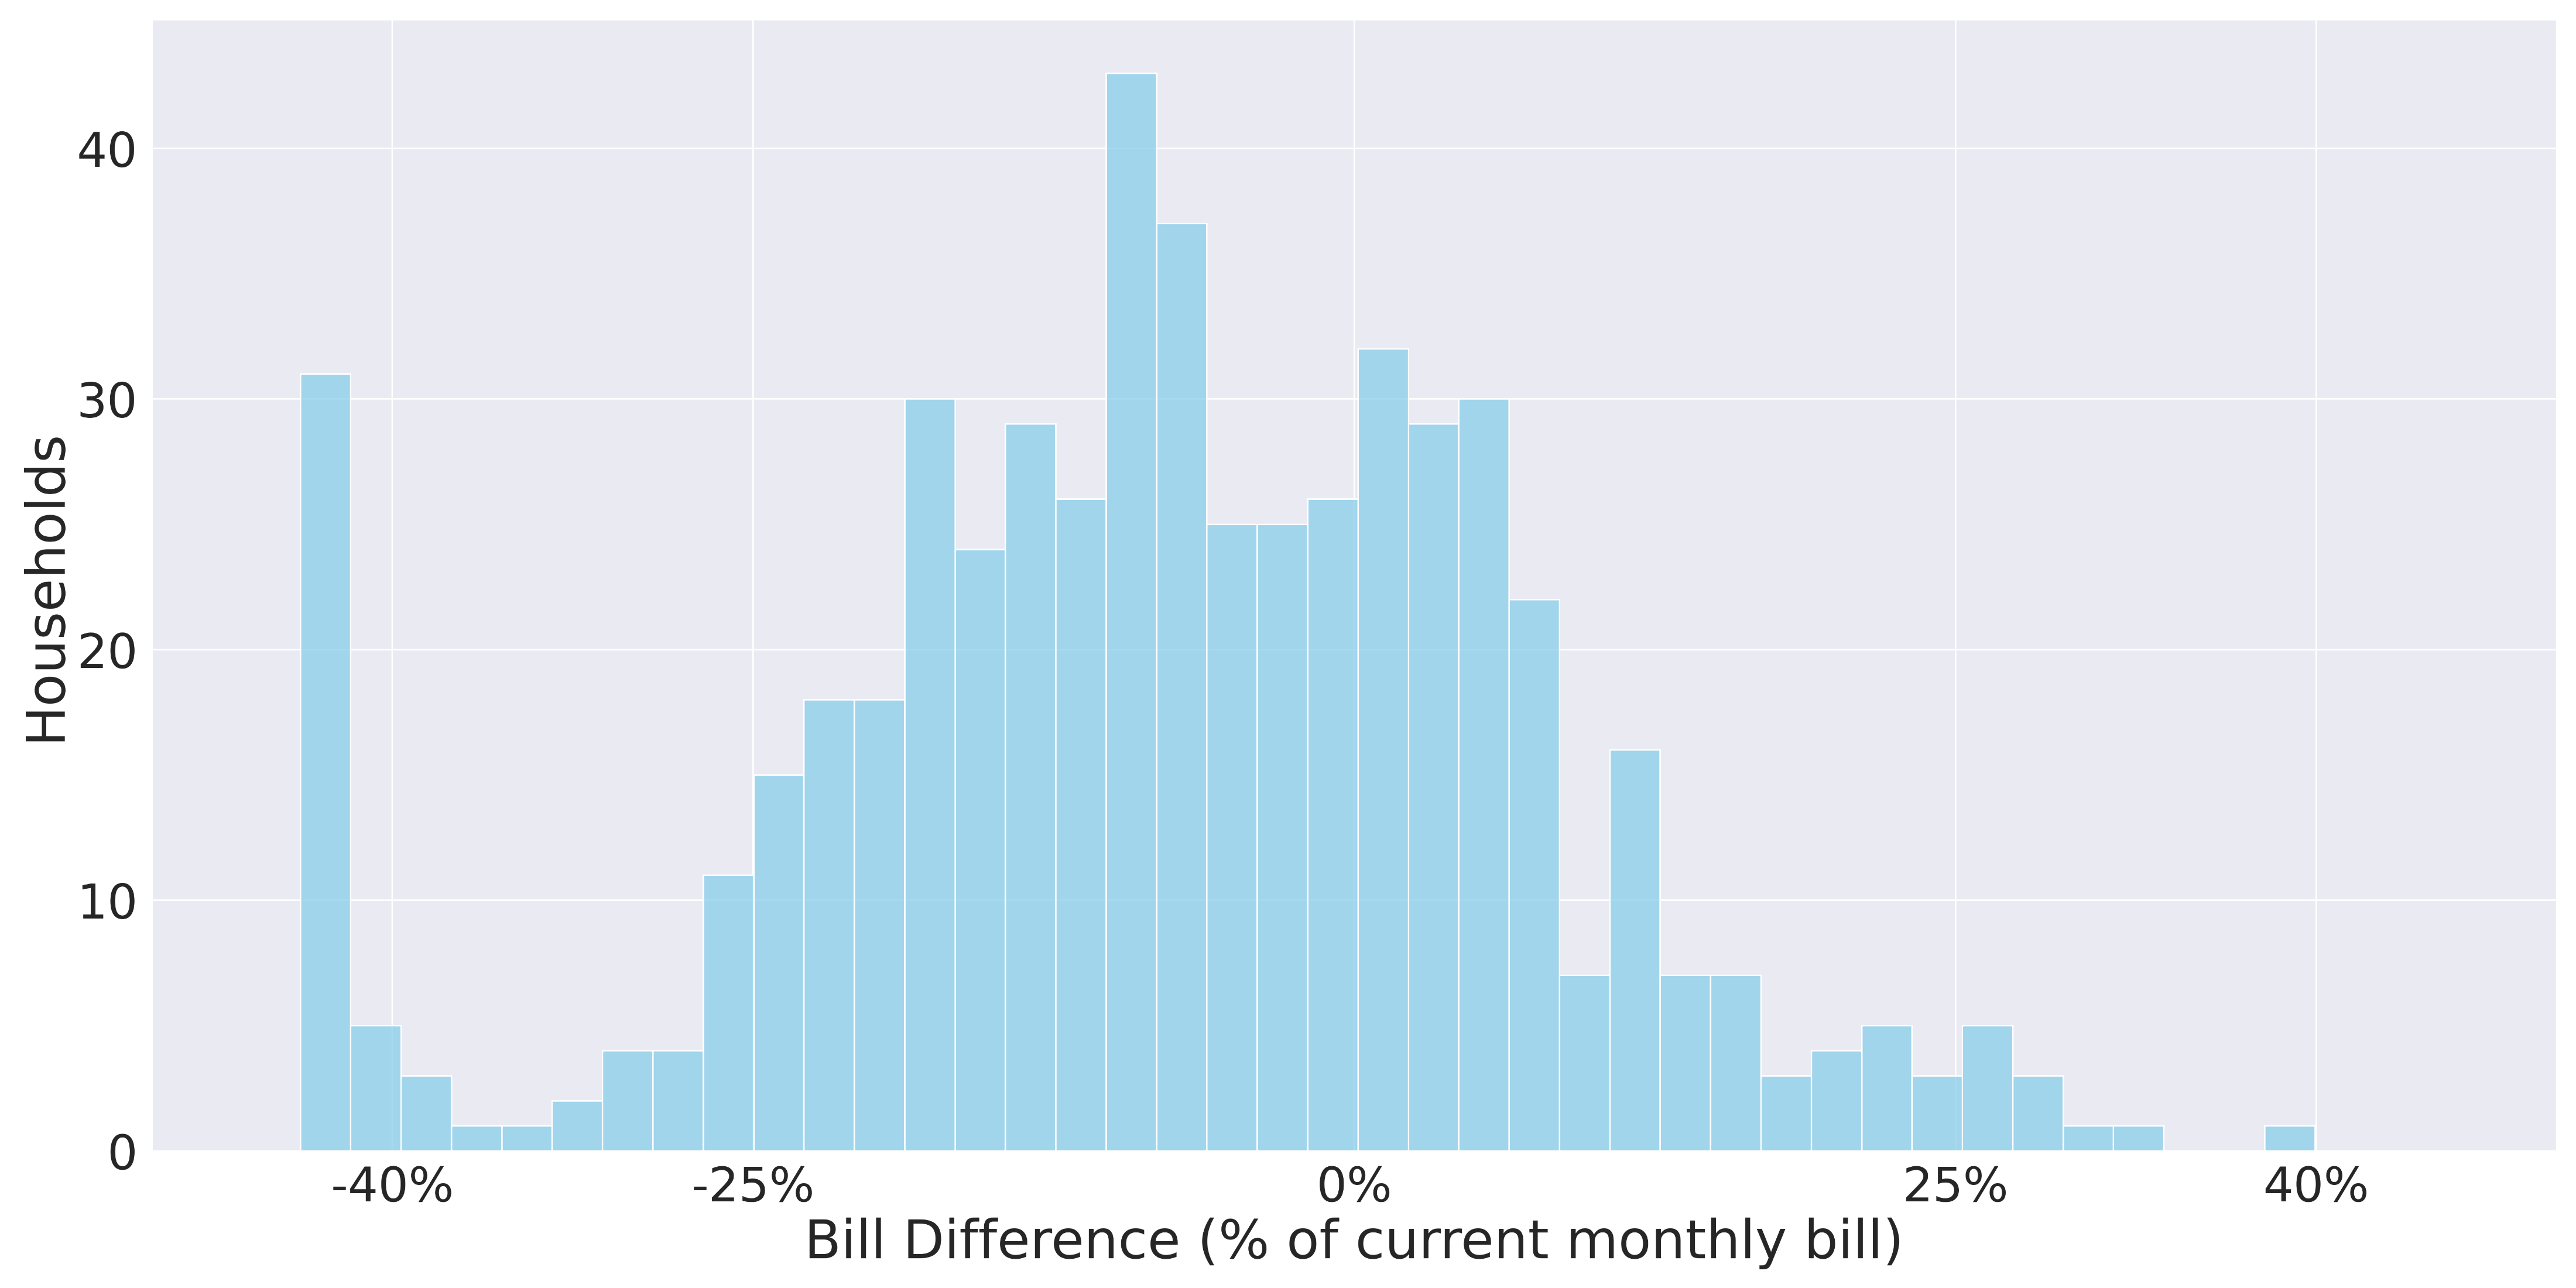 Households
40
30
20
10
0
-40% -25% 0% 25% 40%
Bill Difference (% of current monthly bill)